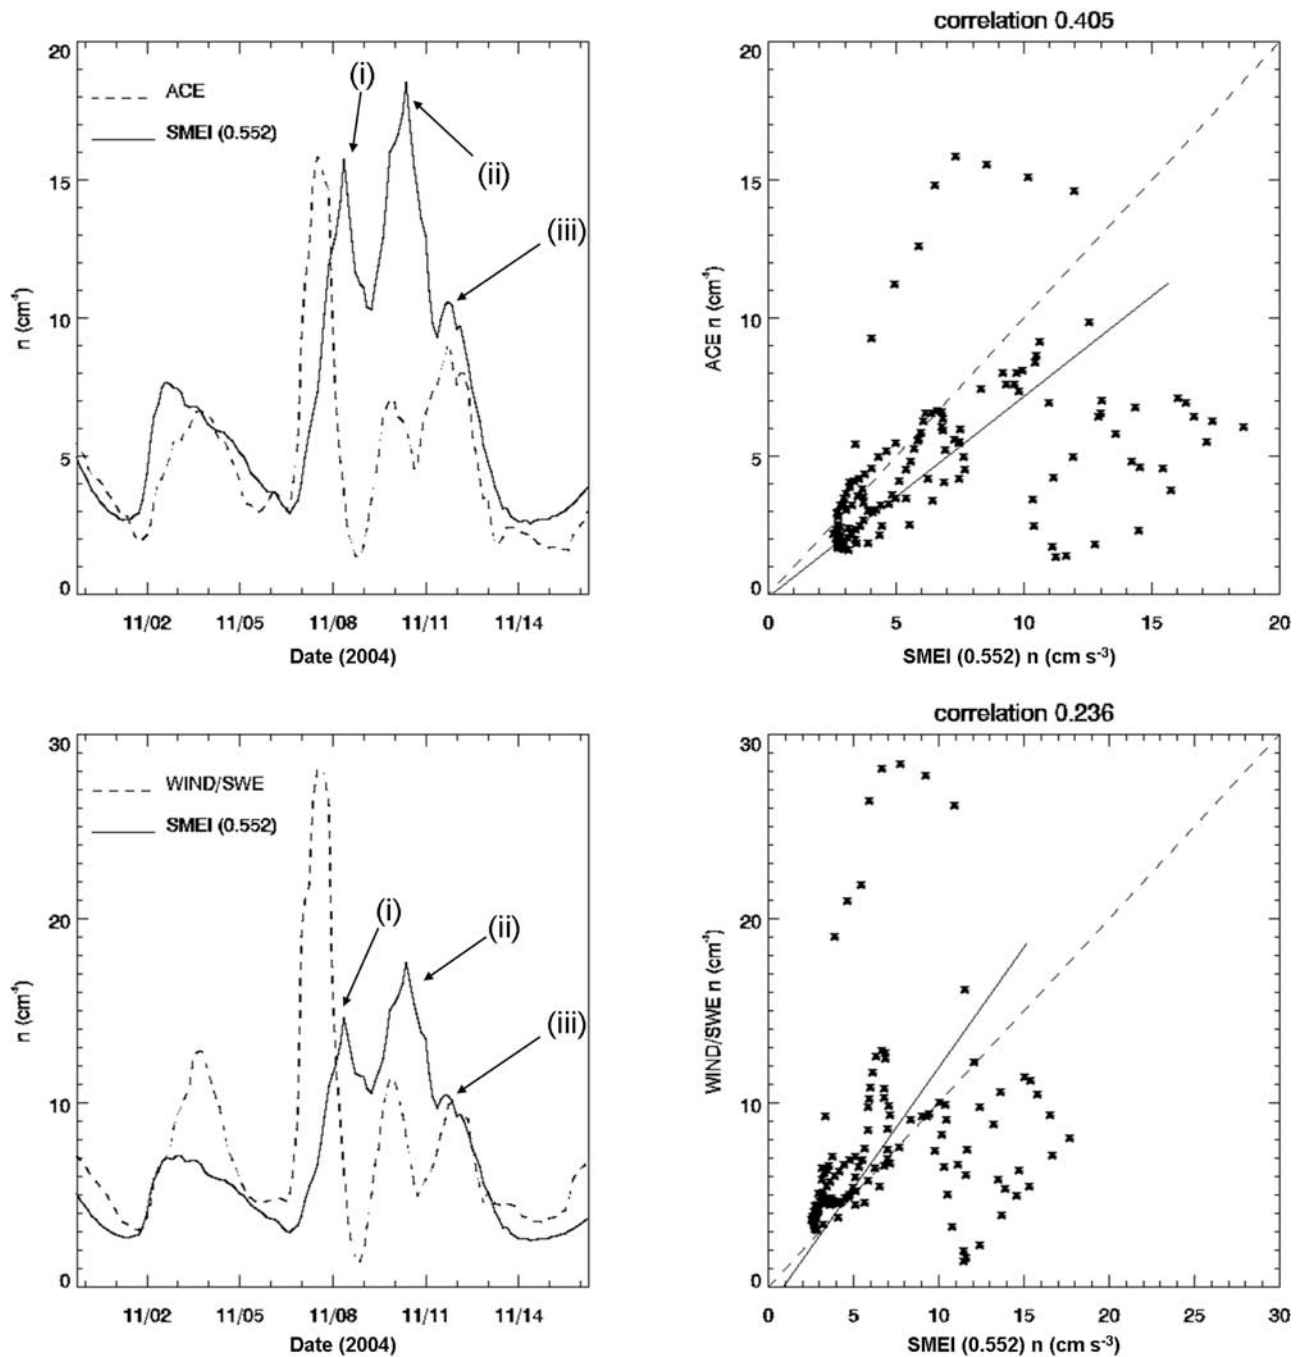 correlation 0.405
20
15
10
5
0
ACE
SMEI (0.552)
(i)
(ii)
(iii)
n (cm⁻³)
11/02 11/05 11/08 11/11 11/14
Date (2004)
20
15
10
5
0
ACE n (cm⁻³)
0 5 10 15 20
SMEI (0.552) n (cm s⁻³)
correlation 0.236
30
20
10
0
WIND/SWE
SMEI (0.552)
(i)
(ii)
(iii)
n (cm⁻³)
11/02 11/05 11/08 11/11 11/14
Date (2004)
30
20
10
0
WIND/SWE n (cm⁻³)
0 5 10 15 20 25 30
SMEI (0.552) n (cm s⁻³)